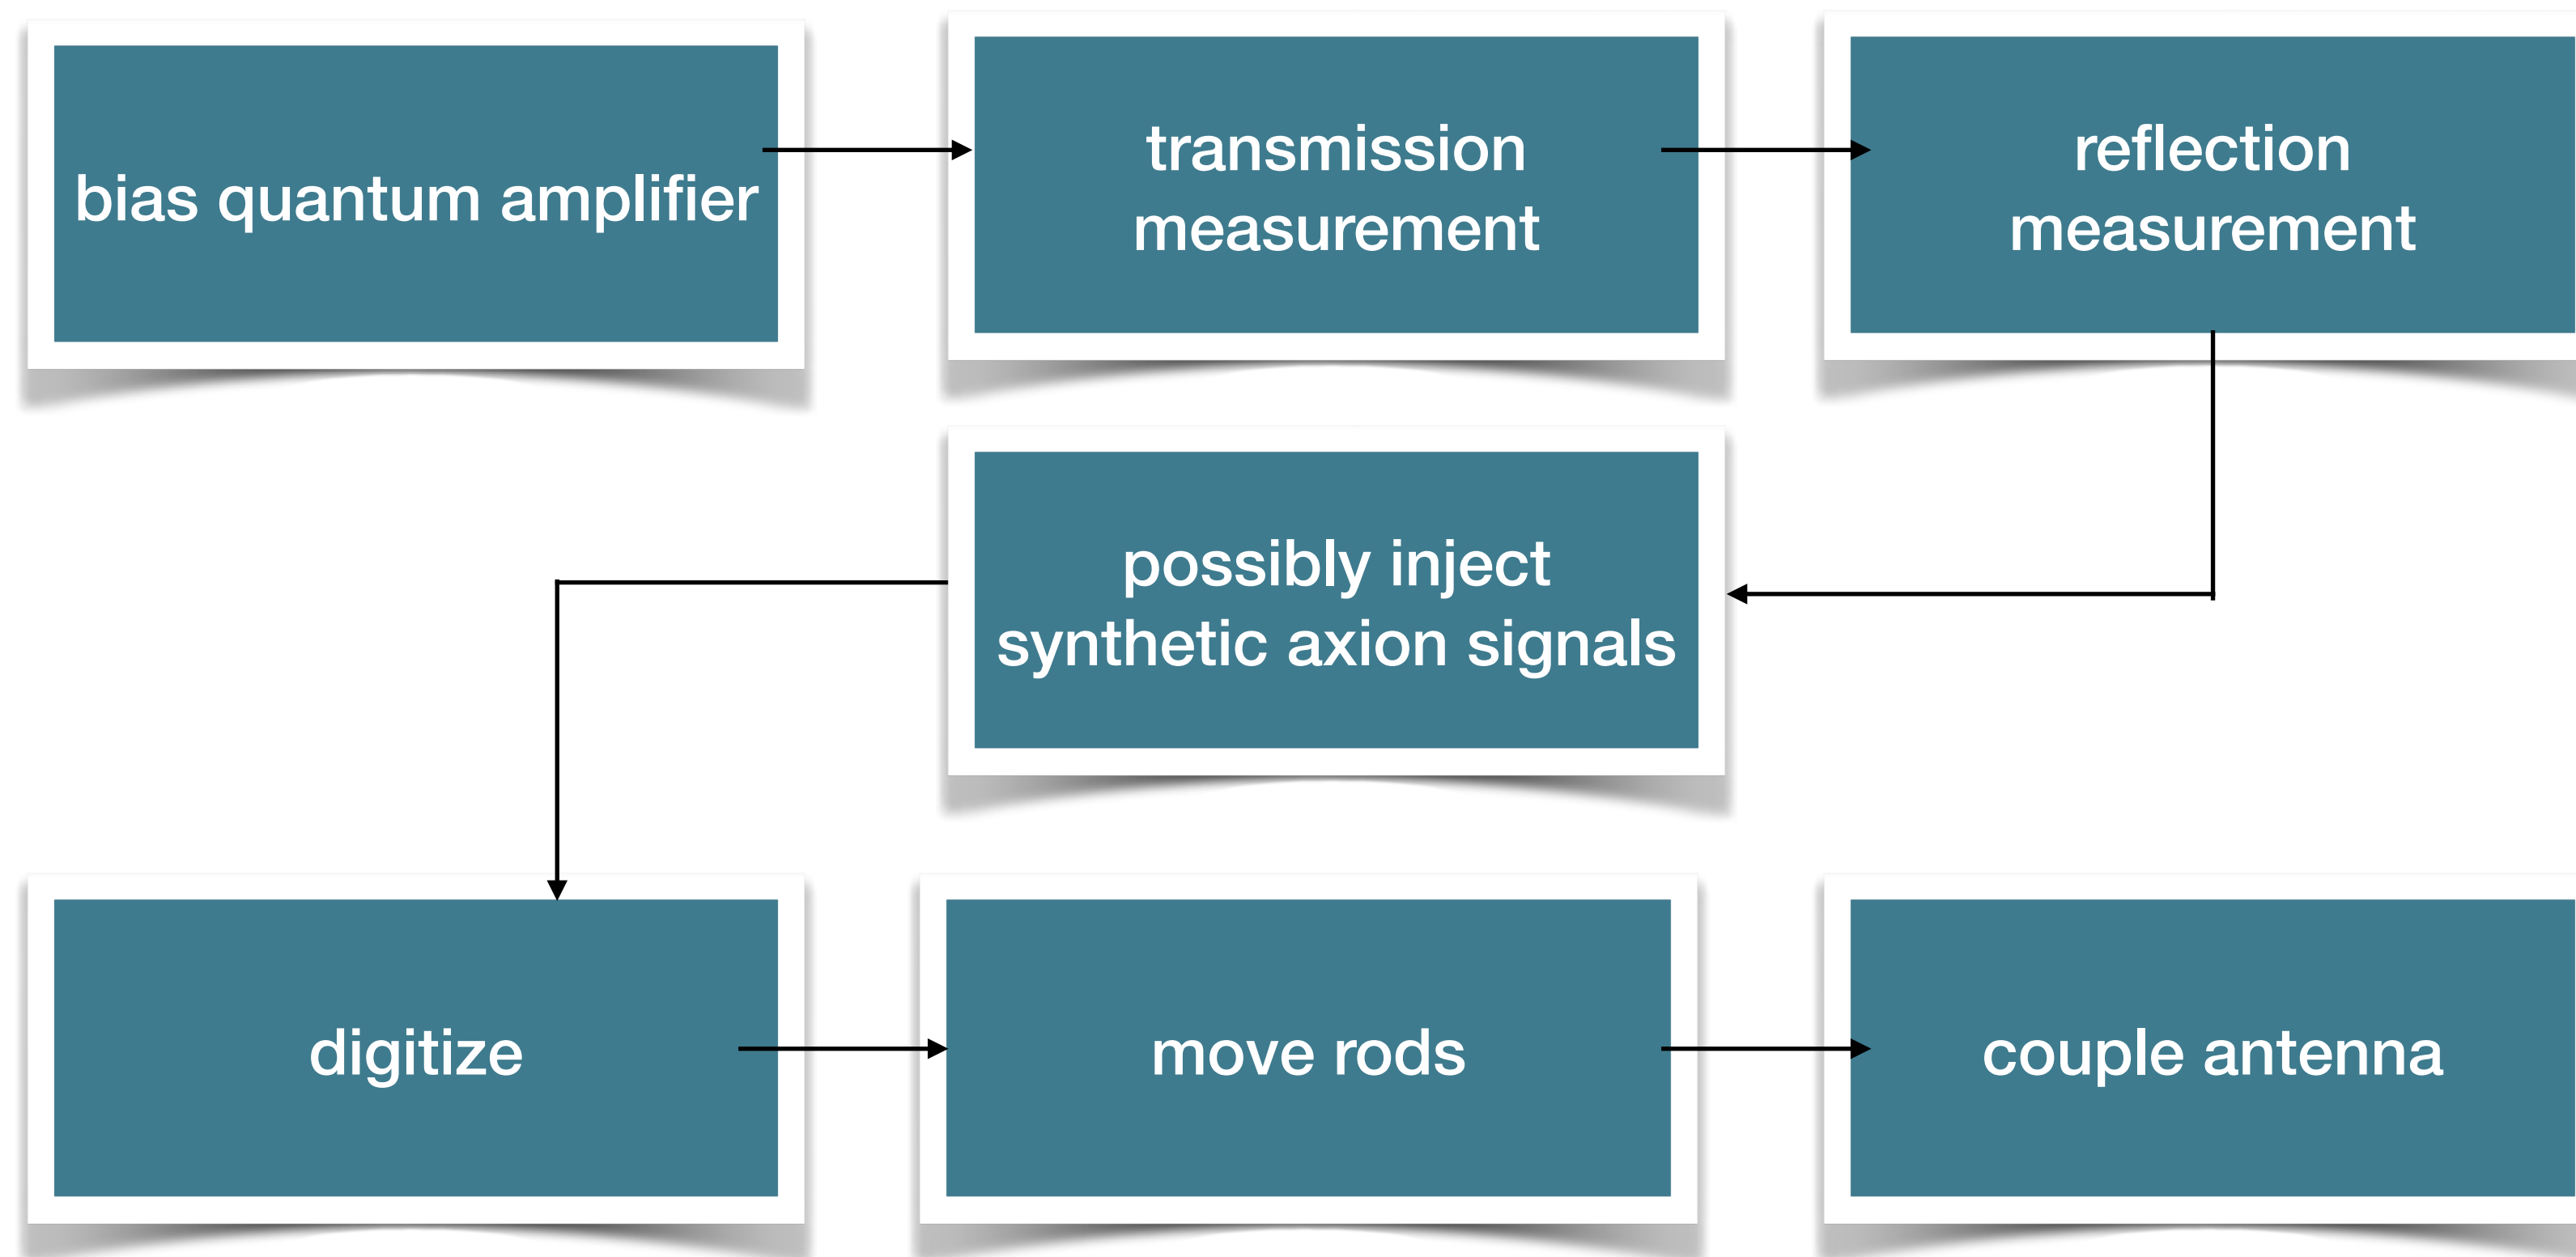 bias quantum amplifier
transmission
measurement
reflection
measurement
possibly inject
synthetic axion signals
digitize
move rods
couple antenna